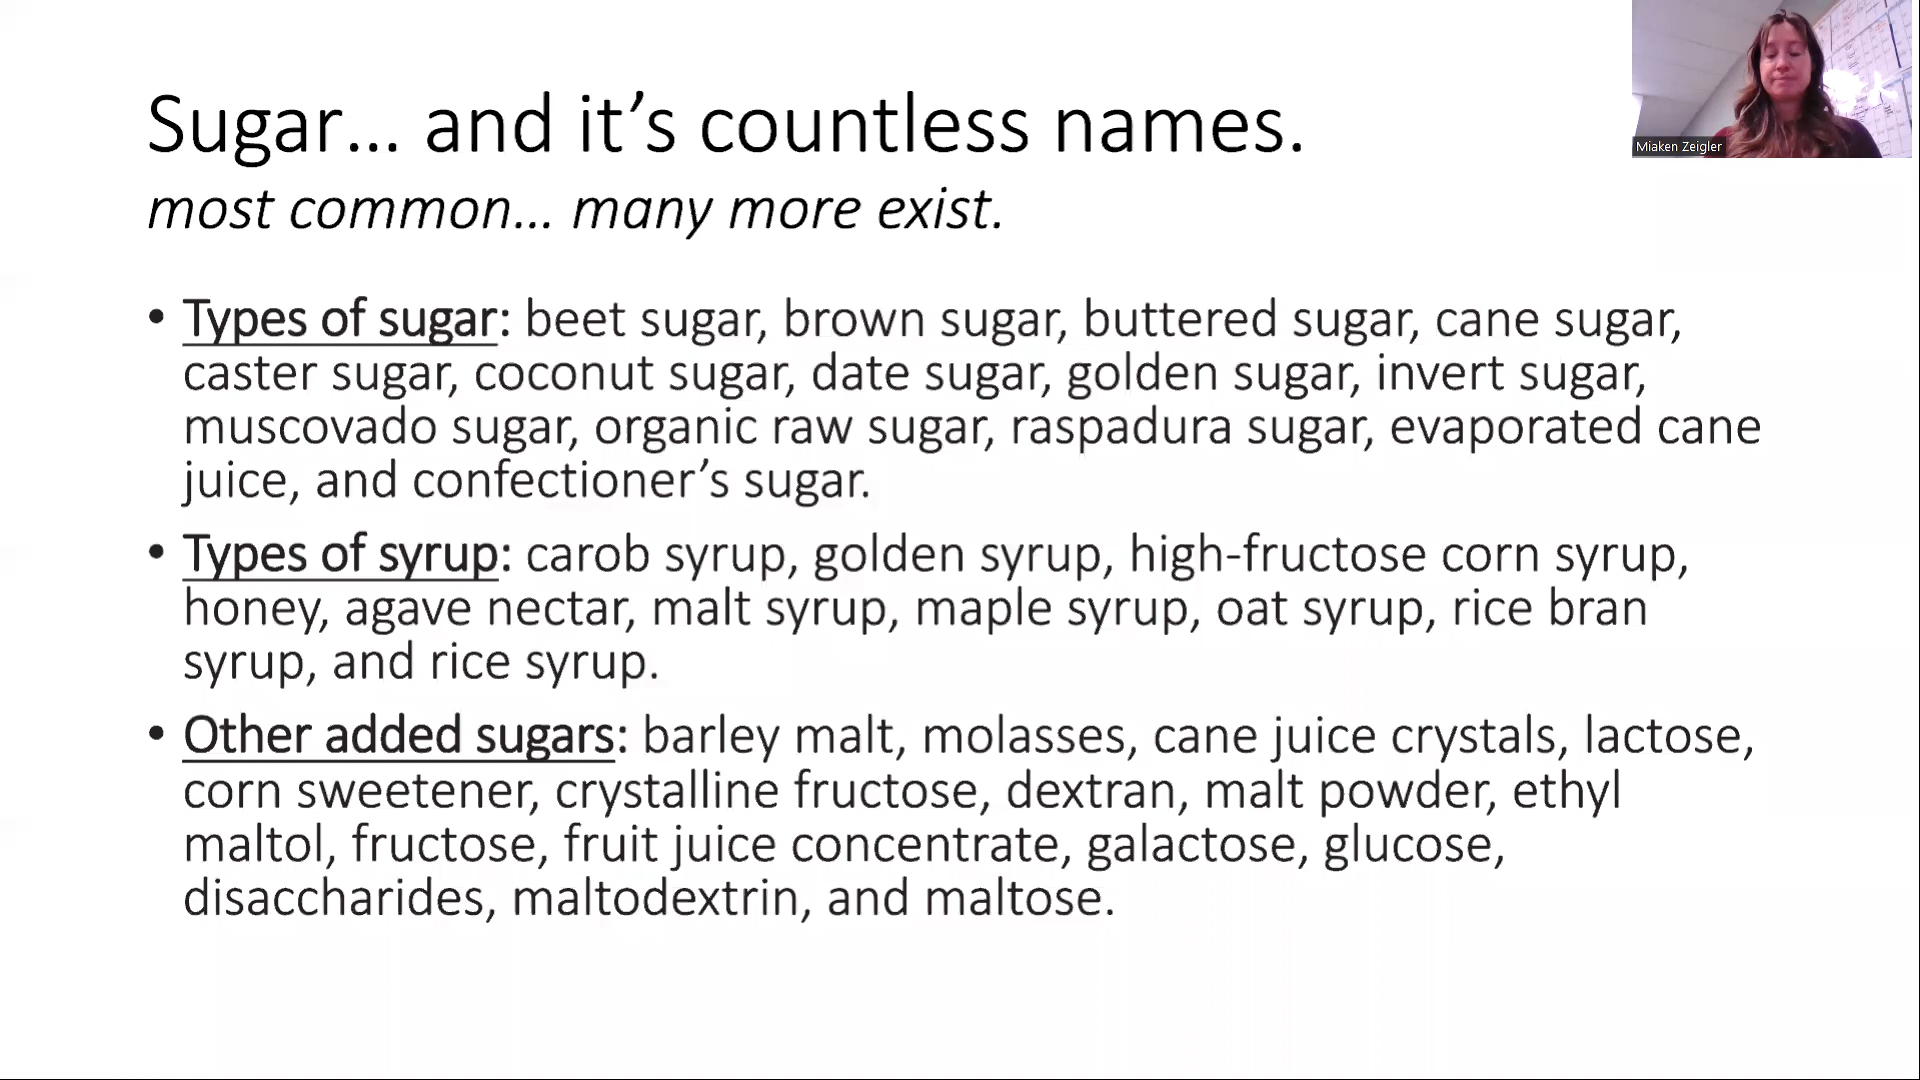 Sugar… and it’s countless names.
most common… many more exist.
Miaken Zeigler
• Types of sugar: beet sugar, brown sugar, buttered sugar, cane sugar,
caster sugar, coconut sugar, date sugar, golden sugar, invert sugar,
muscovado sugar, organic raw sugar, raspadura sugar, evaporated cane
juice, and confectioner’s sugar.
• Types of syrup: carob syrup, golden syrup, high-fructose corn syrup,
honey, agave nectar, malt syrup, maple syrup, oat syrup, rice bran
syrup, and rice syrup.
• Other added sugars: barley malt, molasses, cane juice crystals, lactose,
corn sweetener, crystalline fructose, dextran, malt powder, ethyl
maltol, fructose, fruit juice concentrate, galactose, glucose,
disaccharides, maltodextrin, and maltose.